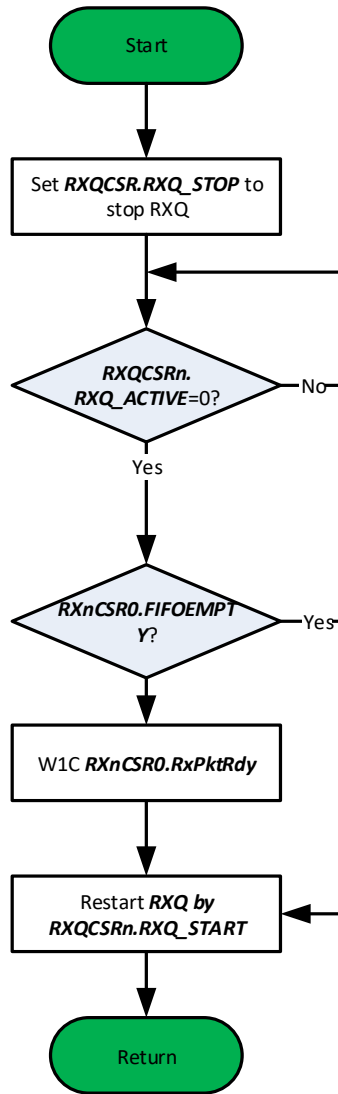 Start
Set RXQCSR.RXQ_STOP to
stop RXQ
RXQCSRn.
RXQ_ACTIVE=0?
No
Yes
RXnCSR0.FIFOEMPT
Y?
Yes
W1C RXnCSR0.RxPktRdy
Restart RXQ by
RXQCSRn.RXQ_START
Return